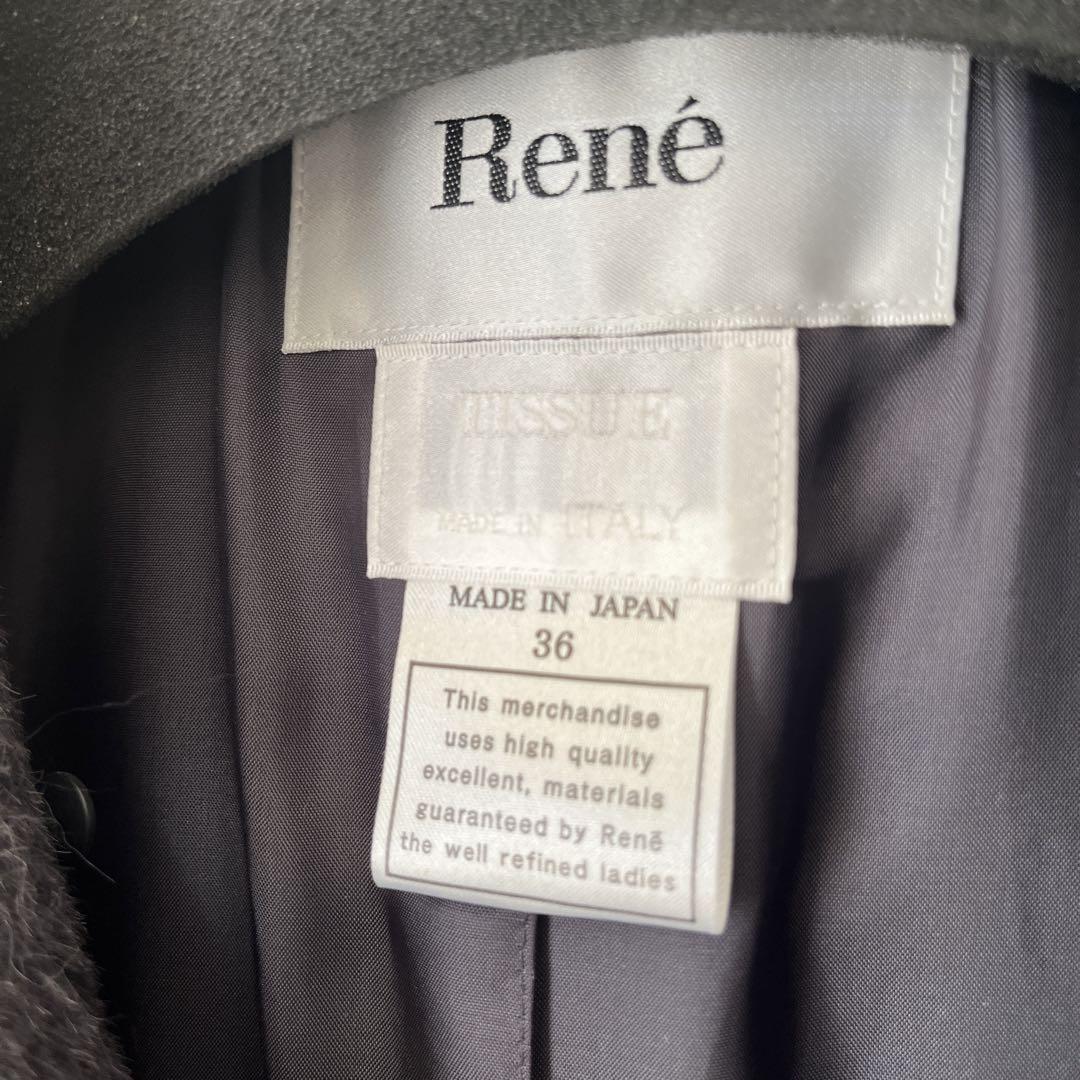 René
TISSUE
MADE IN ITALY
MADE IN JAPAN
36
This merchandise
uses high quality
excellent, materials
guaranteed by Renē
the well refined ladies